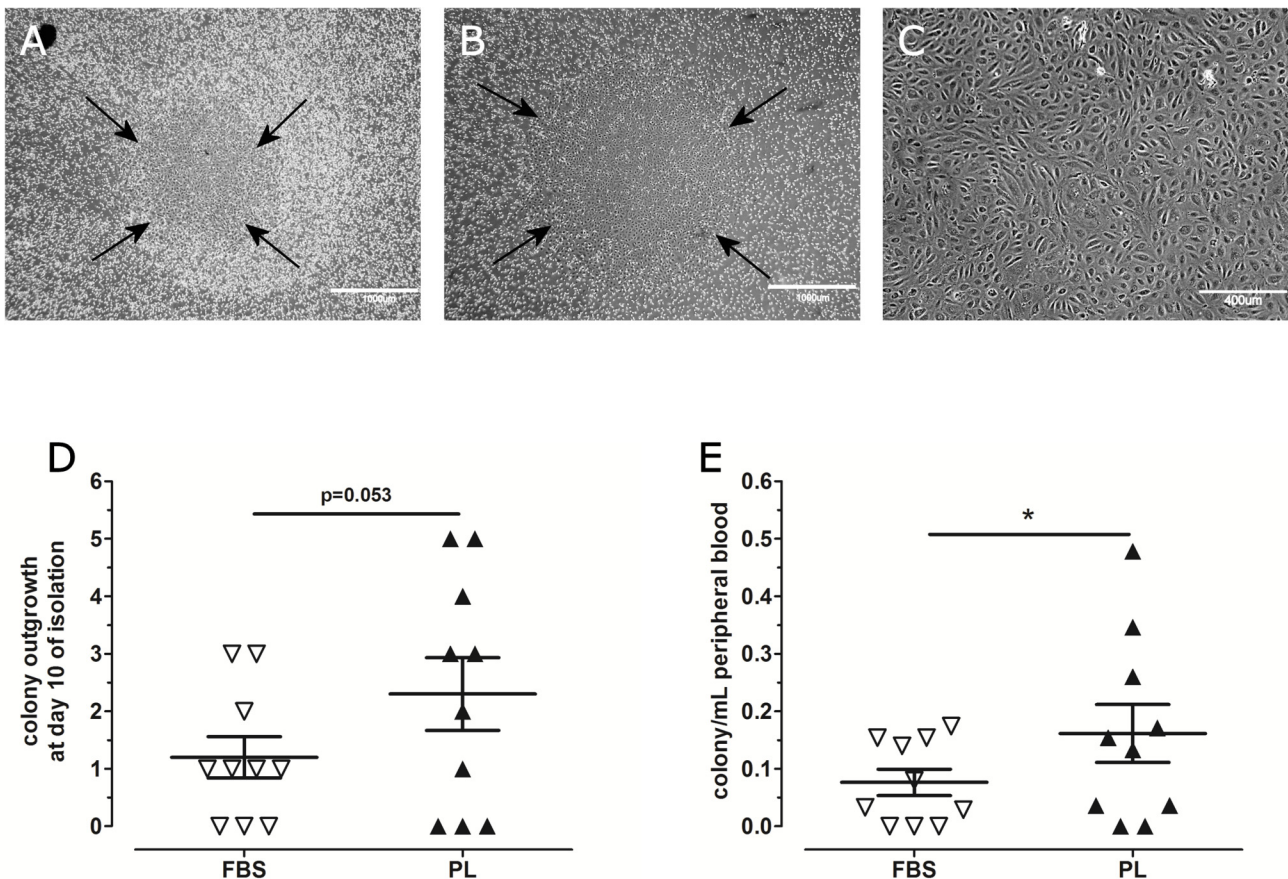 A
B
C
1000um
1000um
400um
D
E
6
5
4
3
2
1
0
colony outgrowth
at day 10 of isolation
p=0.053
FBS
PL
0.6
0.5
0.4
0.3
0.2
0.1
0.0
colony/mL peripheral blood
*
FBS
PL